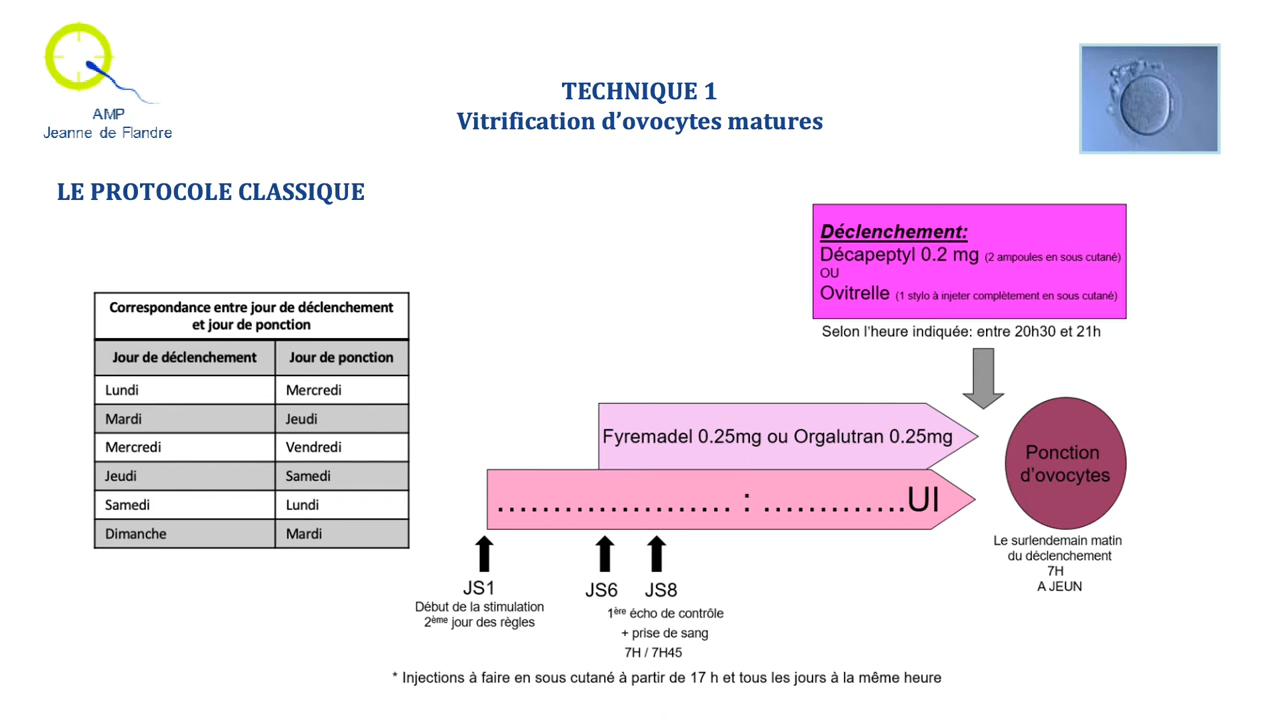 AMP
Jeanne de Flandre
TECHNIQUE 1
Vitrification d'ovocytes matures
LE PROTOCOLE CLASSIQUE
Déclenchement:
Décapeptyl 0.2 mg (2 ampoules en sous cutané)
OU
Ovitrelle (1 stylo à injeter complètement en sous cutané)
Selon l'heure indiquée: entre 20h30 et 21h
Correspondance entre jour de déclenchement
et jour de ponction
Jour de déclenchement Jour de ponction
Lundi Mercredi
Mardi Jeudi
Mercredi Vendredi
Jeudi Samedi
Samedi Lundi
Dimanche Mardi
Fyremadel 0.25mg ou Orgalutran 0.25mg
..................... : .............UI
Ponction
d'ovocytes
Le surlendemain matin
du déclenchement
7H
A JEUN
JS1
Début de la stimulation
2ème jour des règles
JS6 JS8
1ère écho de contrôle
+ prise de sang
7H / 7H45
* Injections à faire en sous cutané à partir de 17 h et tous les jours à la même heure